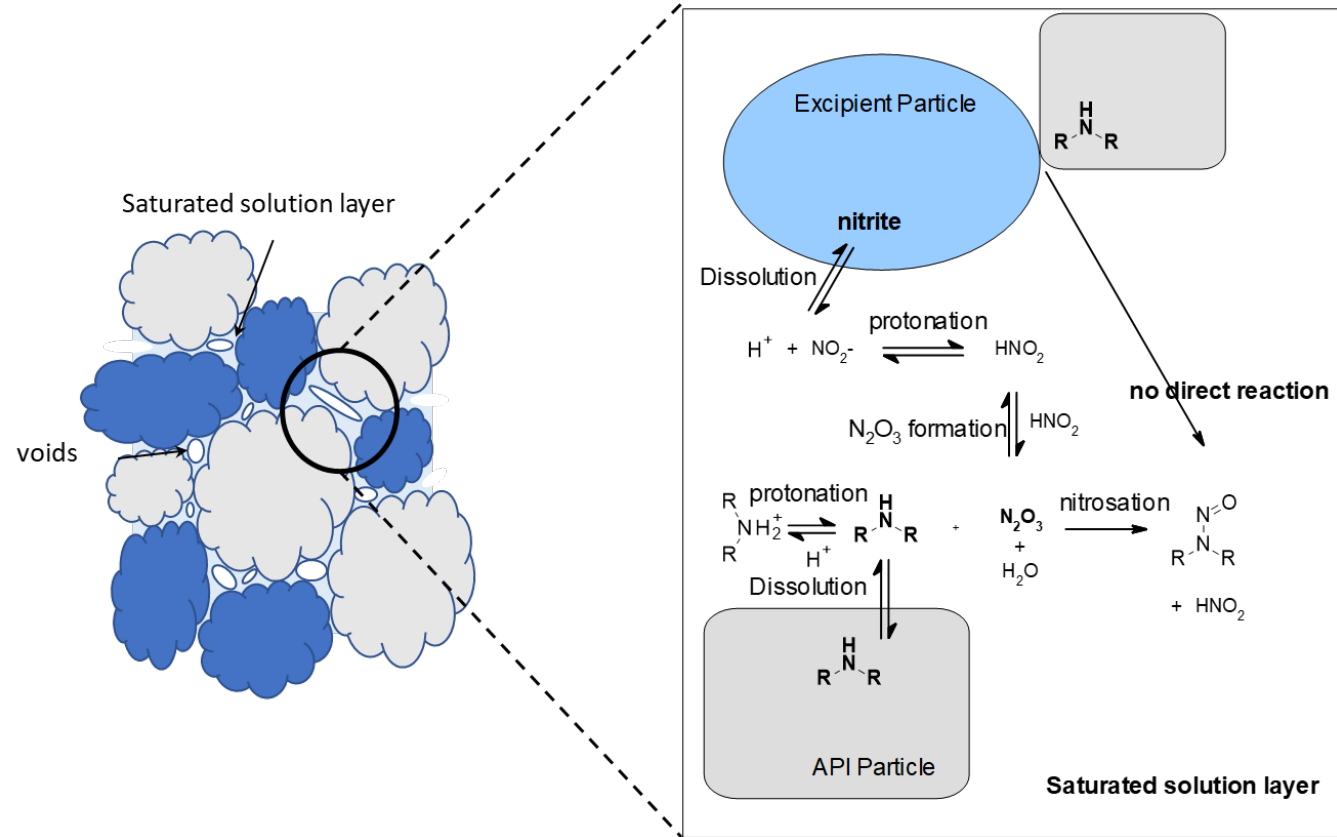 Saturated solution layer
voids
Excipient Particle
H
N
R R
nitrite
Dissolution
protonation
H+ + NO2- HNO2
no direct reaction
N2O3 formation HNO2
protonation
R
NH2+
R
H+
H
N
R R
+
N2O3
+
H2O
nitrosation
N O
N
R R
+ HNO2
Dissolution
H
N
R R
API Particle
Saturated solution layer